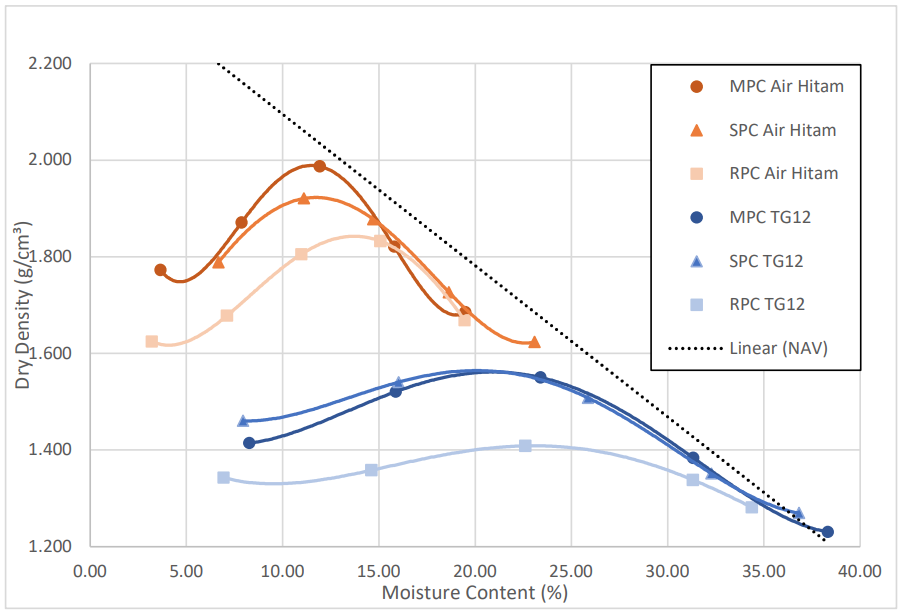 2.200
2.000
1.800
1.600
1.400
1.200
Dry Density (g/cm³)
0.00 5.00 10.00 15.00 20.00 25.00 30.00 35.00 40.00
Moisture Content (%)
MPC Air Hitam
SPC Air Hitam
RPC Air Hitam
MPC TG12
SPC TG12
RPC TG12
Linear (NAV)